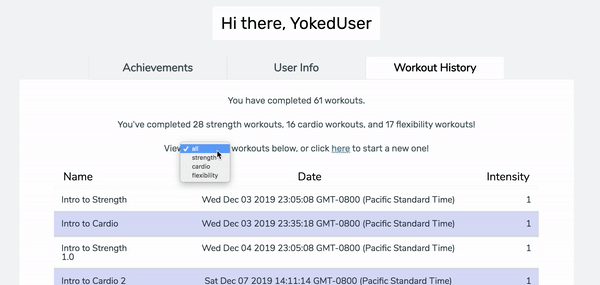 Hi there, YokedUser
Achievements User Info Workout History
You have completed 61 workouts.
You've completed 28 strength workouts, 16 cardio workouts, and 17 flexibility workouts!
View workouts below, or click here to start a new one!
✓ all
strength
cardio
flexibility
Name Date Intensity
Intro to Strength Wed Dec 03 2019 23:05:08 GMT-0800 (Pacific Standard Time) 1
Intro to Cardio Wed Dec 03 2019 23:35:18 GMT-0800 (Pacific Standard Time) 1
Intro to Strength Wed Dec 04 2019 23:05:08 GMT-0800 (Pacific Standard Time) 1
1.0
Intro to Cardio 2 Sat Dec 07 2019 14:11:14 GMT-0800 (Pacific Standard Time) 1